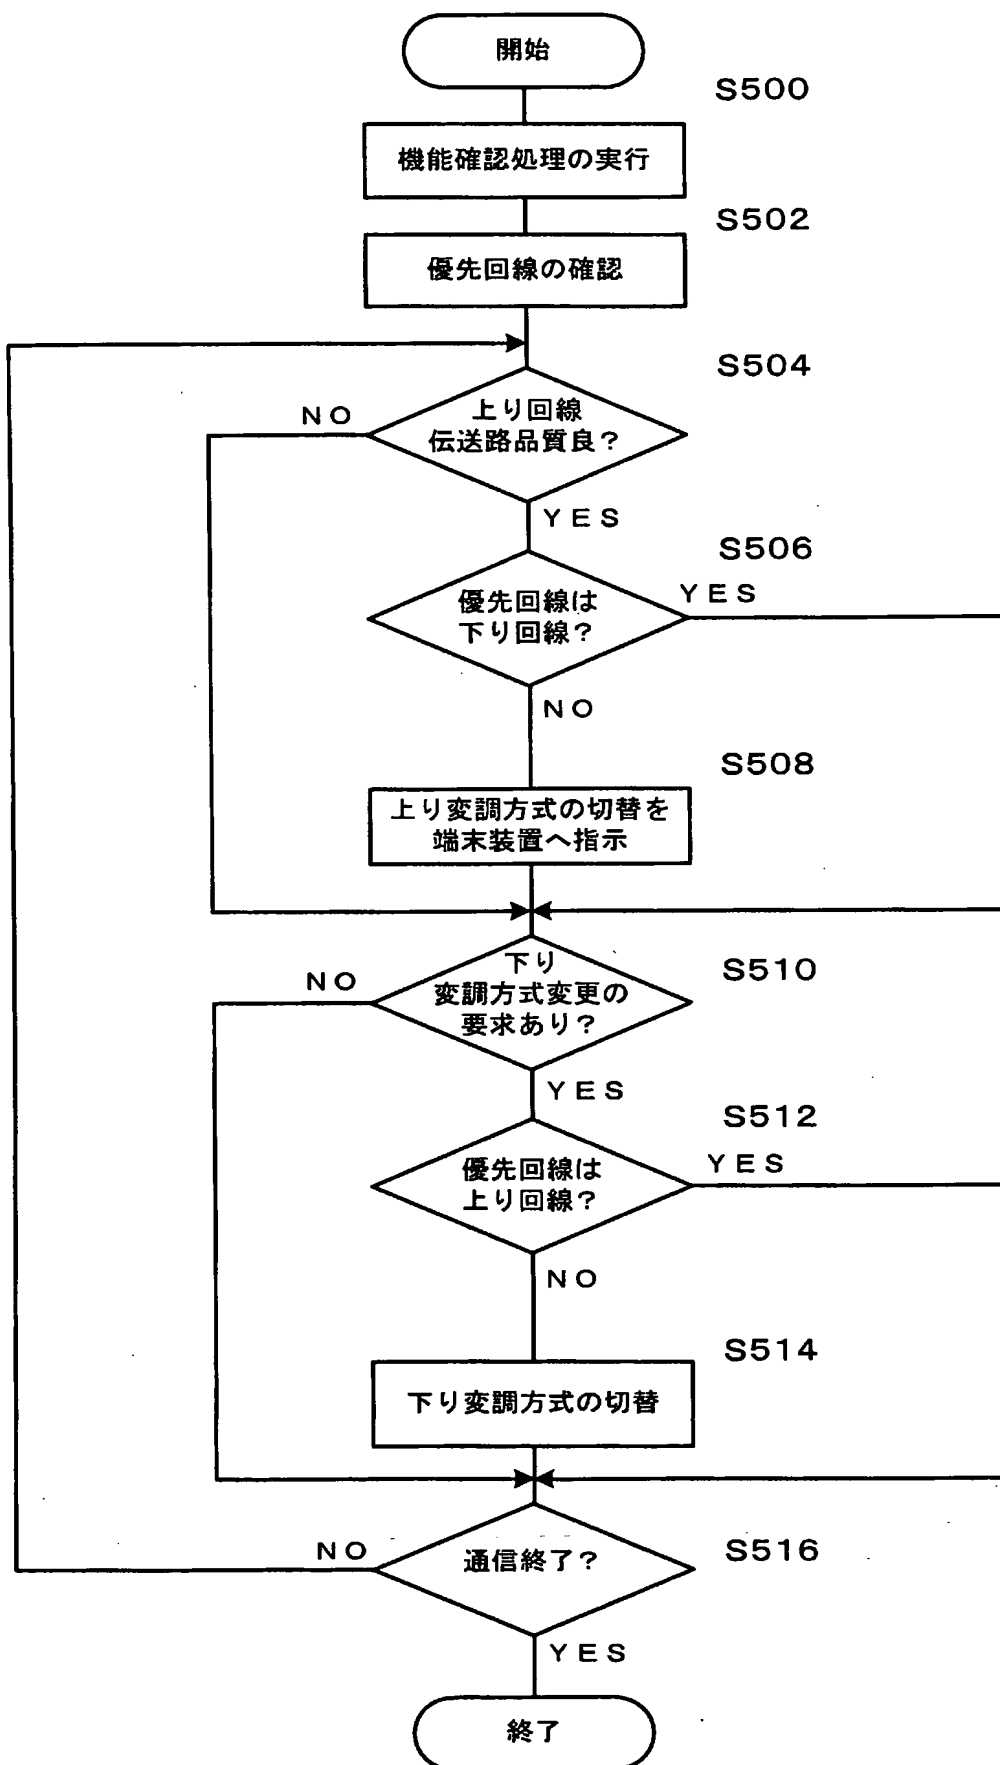 開始
S500
機能確認処理の実行
S502
優先回線の確認
S504
NO
上り回線
伝送路品質良?
YES
S506
優先回線は
下り回線?
YES
NO
S508
上り変調方式の切替を
端末装置へ指示
S510
NO
下り
変調方式変更の
要求あり?
YES
S512
優先回線は
上り回線?
YES
NO
S514
下り変調方式の切替
S516
NO
通信終了?
YES
終了